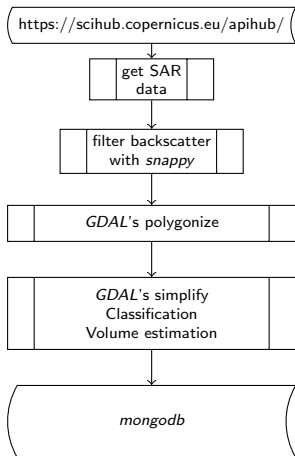 https://scihub.copernicus.eu/apihub/
get SAR
data
filter backscatter
with snappy
GDAL's polygonize
GDAL's simplify
Classification
Volume estimation
mongodb